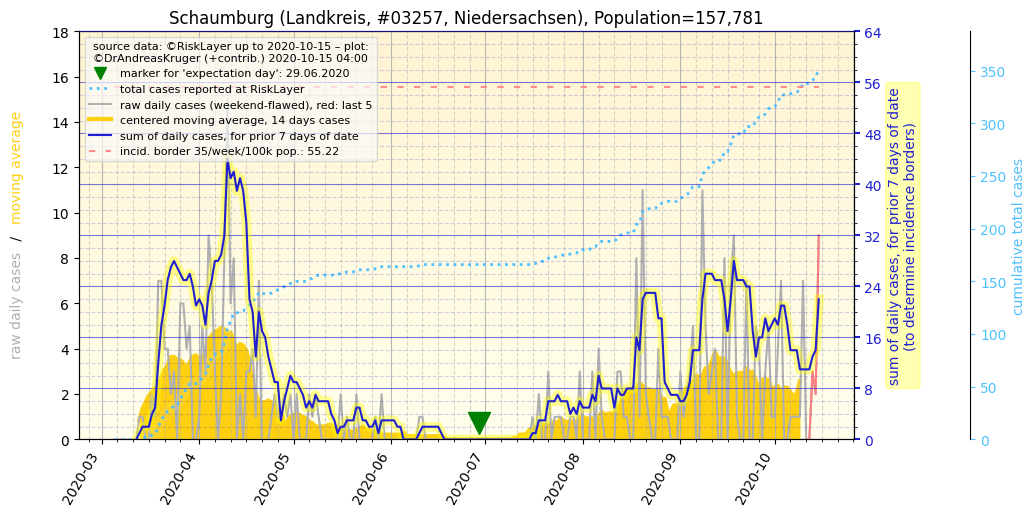 Schaumburg (Landkreis, #03257, Niedersachsen), Population=157,781
source data: ©RiskLayer up to 2020-10-15 – plot:
©DrAndreasKruger (+contrib.) 2020-10-15 04:00
marker for 'expectation day': 29.06.2020
total cases reported at RiskLayer
raw daily cases (weekend-flawed), red: last 5
centered moving average, 14 days cases
sum of daily cases, for prior 7 days of date
incid. border 35/week/100k pop.: 55.22
raw daily cases / moving average
18
16
14
12
10
8
6
4
2
0
2020-03
2020-04
2020-05
2020-06
2020-07
2020-08
2020-09
2020-10
64
56
48
40
32
24
16
8
0
sum of daily cases, for prior 7 days of date
(to determine incidence borders)
350
300
250
200
150
100
50
0
cumulative total cases